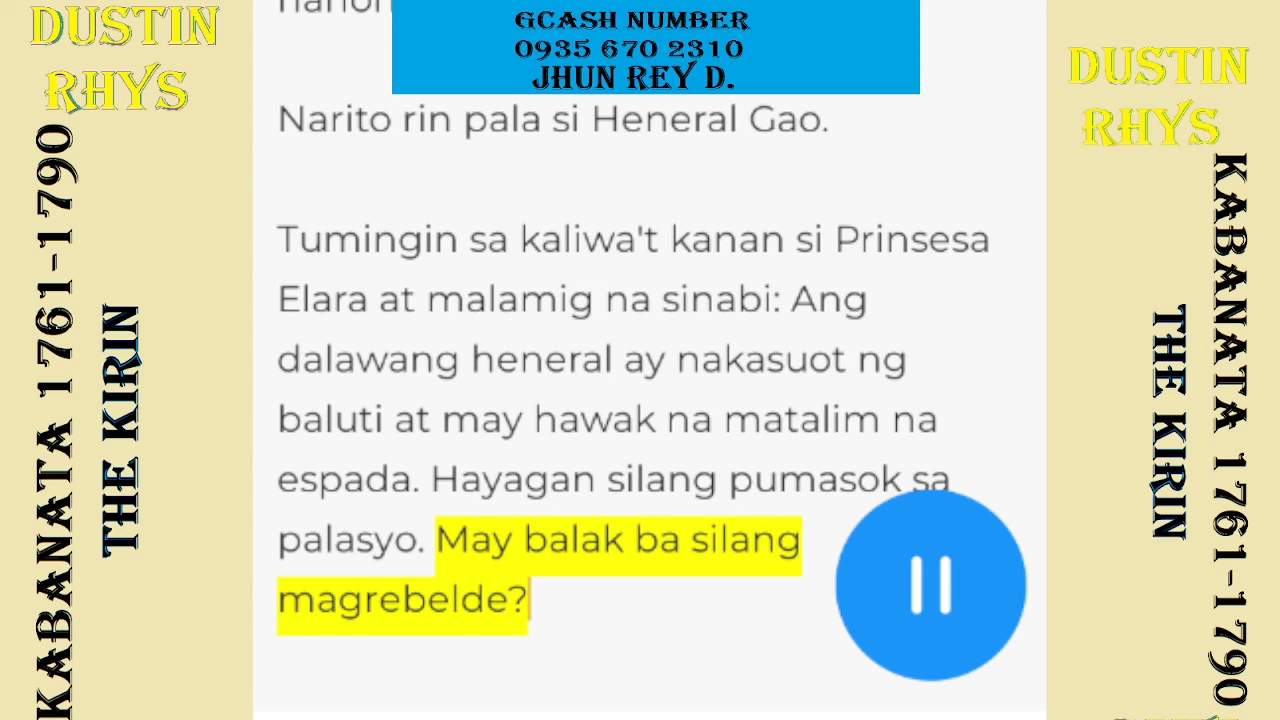 DUSTIN
RHYS
KABANATA 1761-1790
THE KIRIN
GCASH NUMBER
0935 670 2310
JHUN REY D.
Narito rin pala si Heneral Gao.
Tumingin sa kaliwa't kanan si Prinsesa
Elara at malamig na sinabi: Ang
dalawang heneral ay nakasuot ng
baluti at may hawak na matalim na
espada. Hayagan silang pumasok sa
palasyo. May balak ba silang
magrebelde?
DUSTIN
RHYS
KABANATA 1761-1790
THE KIRIN